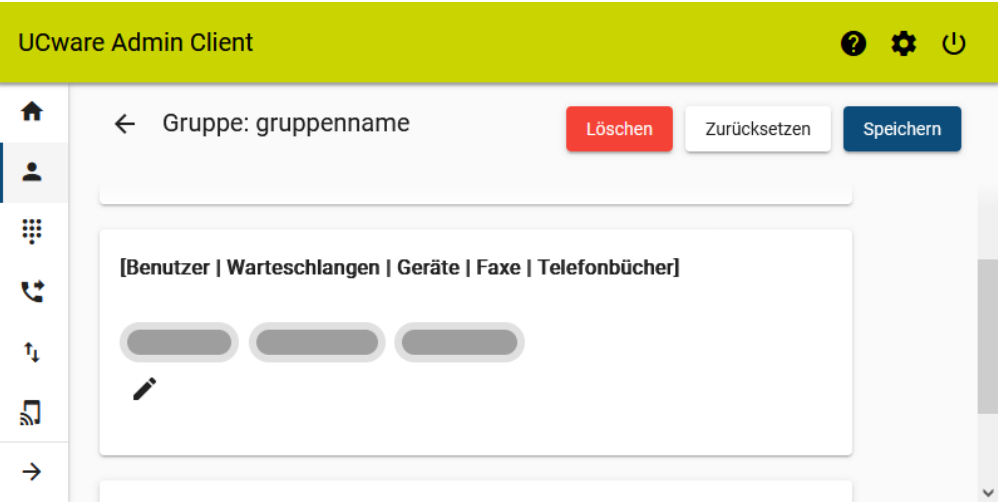 UCware Admin Client
Gruppe: gruppenname
Löschen
Zurücksetzen
Speichern
[Benutzer | Warteschlangen | Geräte | Faxe | Telefonbücher]